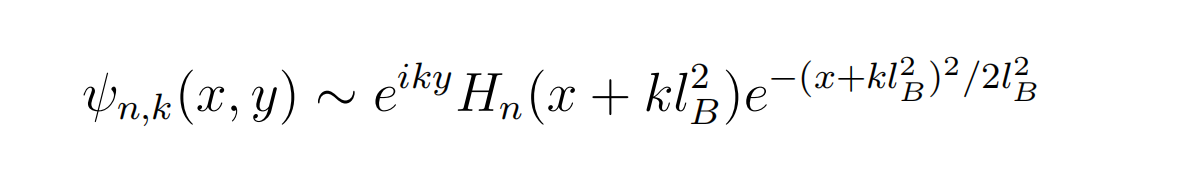 ψ_{n,k}(x, y) ∼ e^{iky} H_n(x + kl_B^2)e^{−(x+kl_B^2)^2/2l_B^2}